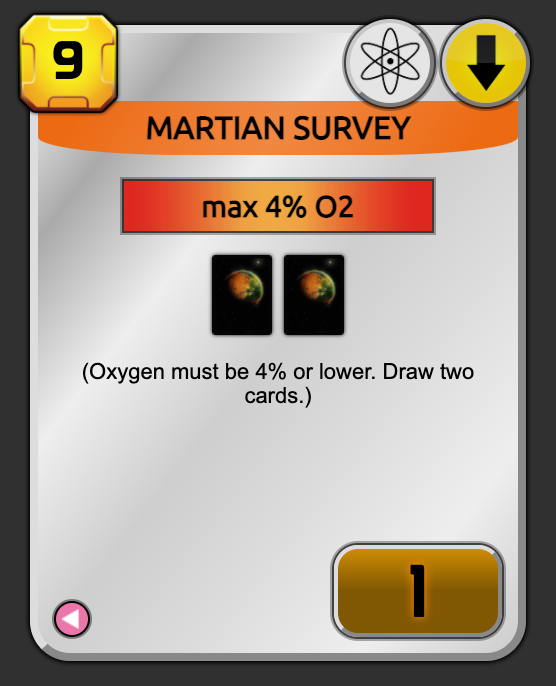 9
MARTIAN SURVEY
max 4% O2
(Oxygen must be 4% or lower. Draw two
cards.)
1